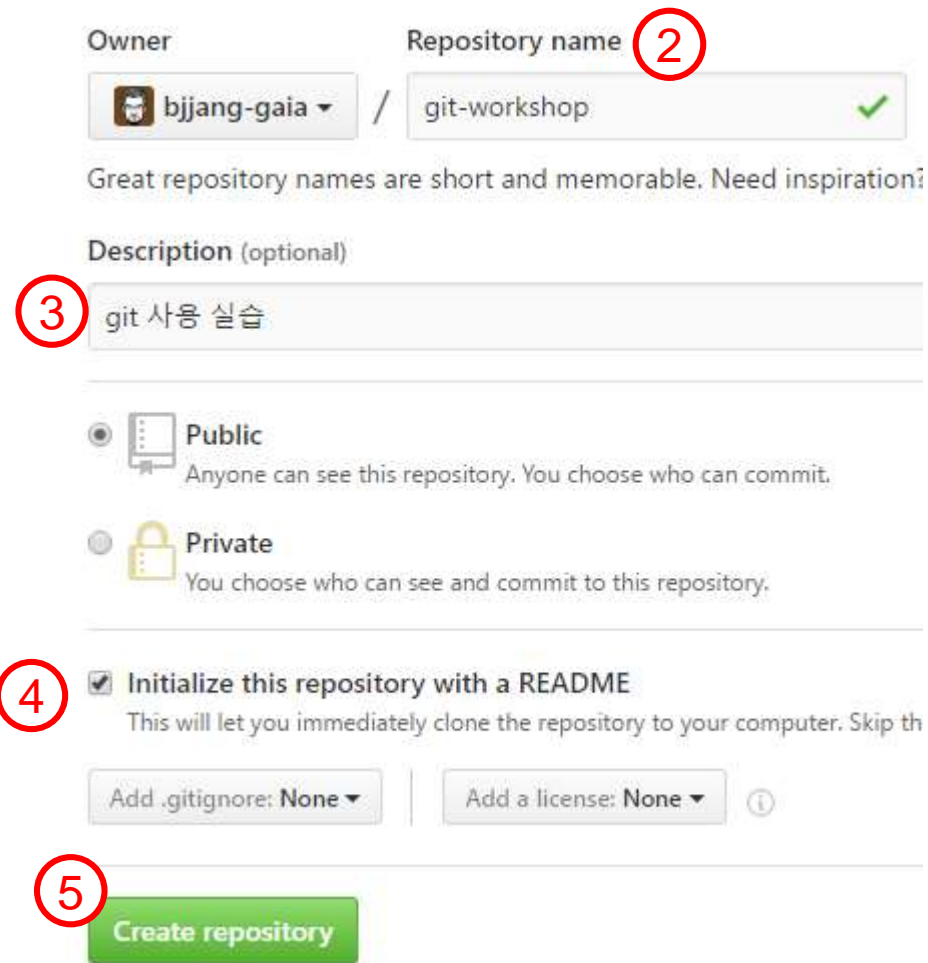 Owner
Repository name 2
bjjang-gaia / git-workshop
Great repository names are short and memorable. Need inspiration?
Description (optional)
3 git 사용 실습
Public
Anyone can see this repository. You choose who can commit.
Private
You choose who can see and commit to this repository.
4 Initialize this repository with a README
This will let you immediately clone the repository to your computer. Skip th
Add .gitignore: None Add a license: None
5
Create repository